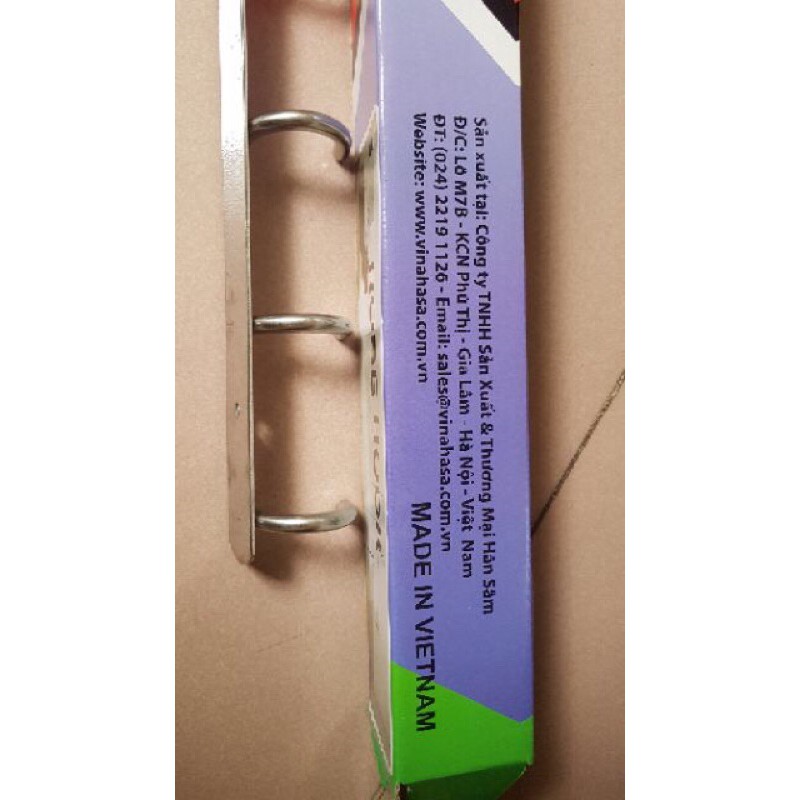 Sản xuất tại: Công ty TNHH Sản Xuất & Thương Mại Hân Sâm
Đ/C: Lô M7B - KCN Phú Thị - Gia Lâm - Hà Nội - Việt Nam
ĐT: (024) 2219 1126 - Email: sales@vinahasa.com.vn
Website: www.vinahasa.com.vn
MADE IN VIETNAM